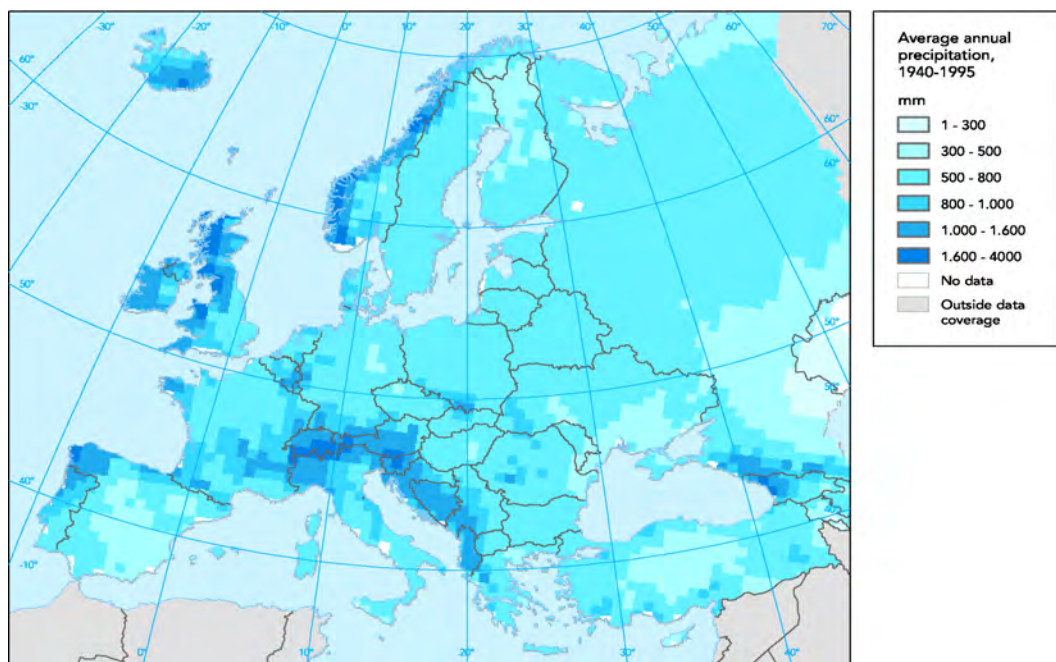 -30°
-20°
-10°
0°
10°
20°
30°
40°
50°
60°
70°
60°
-30°
60°
60°
50°
50°
50°
40°
40°
-10°
0°
10°
20°
30°
40°
Average annual
precipitation,
1940-1995
mm
1 - 300
300 - 500
500 - 800
800 - 1.000
1.000 - 1.600
1.600 - 4000
No data
Outside data
coverage